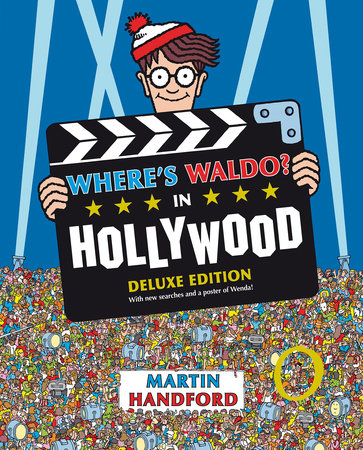 WHERE'S WALDO?
IN
HOLLYWOOD
DELUXE EDITION
With new searches and a poster of Wenda!
MARTIN
HANDFORD